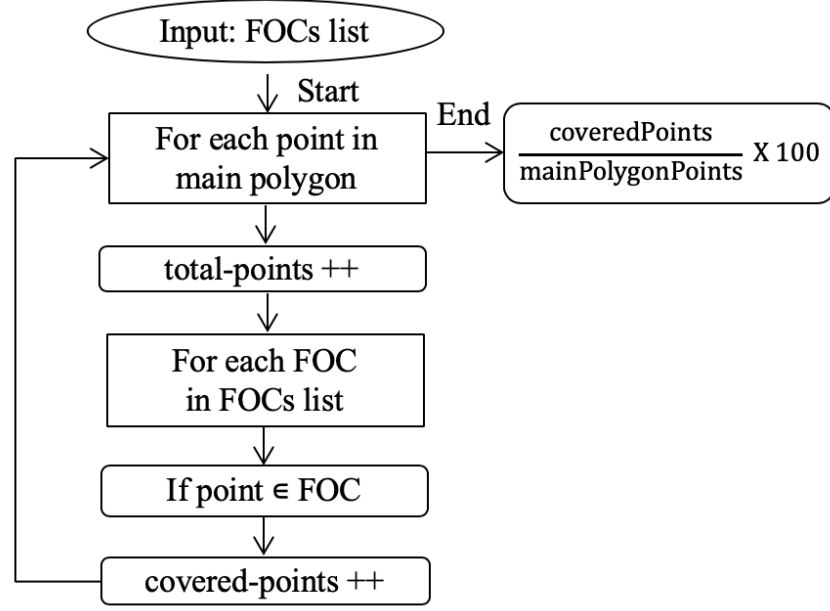 Input: FOCs list
Start
End
For each point in
main polygon
coveredPoints
mainPolygonPoints
X 100
total-points ++
For each FOC
in FOCs list
If point ∈ FOC
covered-points ++